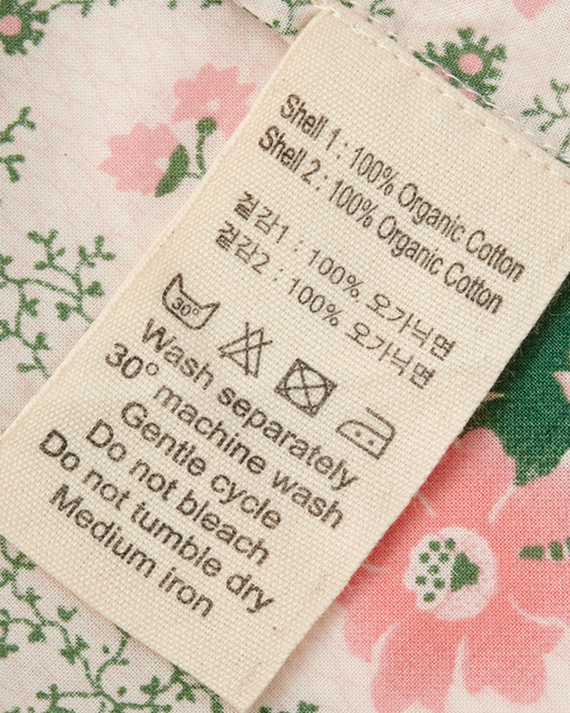 Shell 1 : 100% Organic Cotton
Shell 2 : 100% Organic Cotton
겉감1 : 100% 오가닉면
겉감2 : 100% 오가닉면
30°
Wash separately
30° machine wash
Gentle cycle
Do not bleach
Do not tumble dry
Medium iron